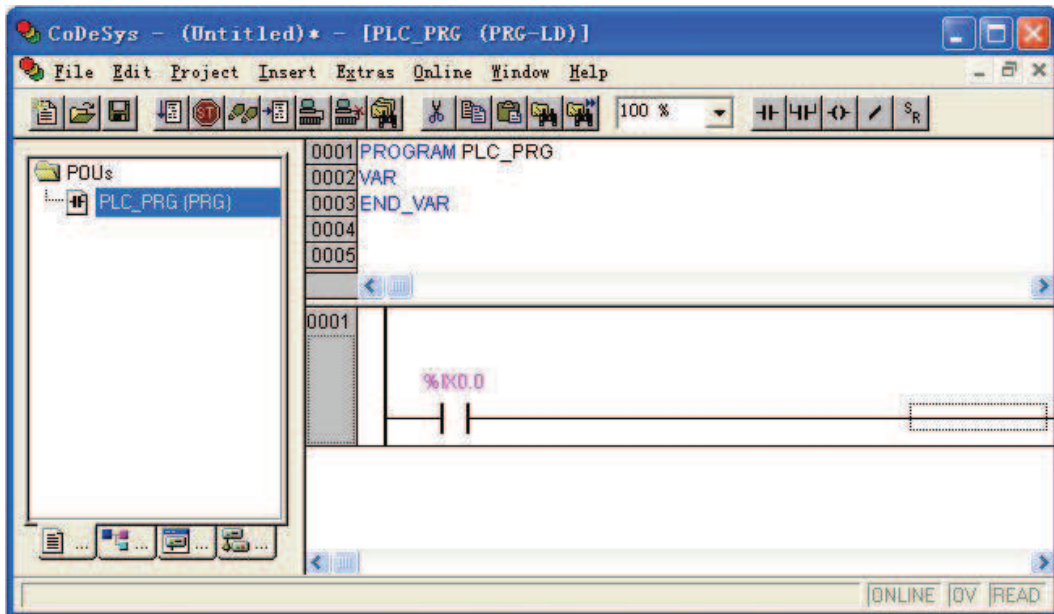 CoDeSys - (Untitled)* - [PLC_PRG (PRG-LD)]
File Edit Project Insert Extras Online Window Help
100 %
S
R
POUs
PLC_PRG (PRG)
0001 PROGRAM PLC_PRG
0002 VAR
0003 END_VAR
0004
0005
0001
%IX0.0
... ... ... ...
ONLINE OV READ